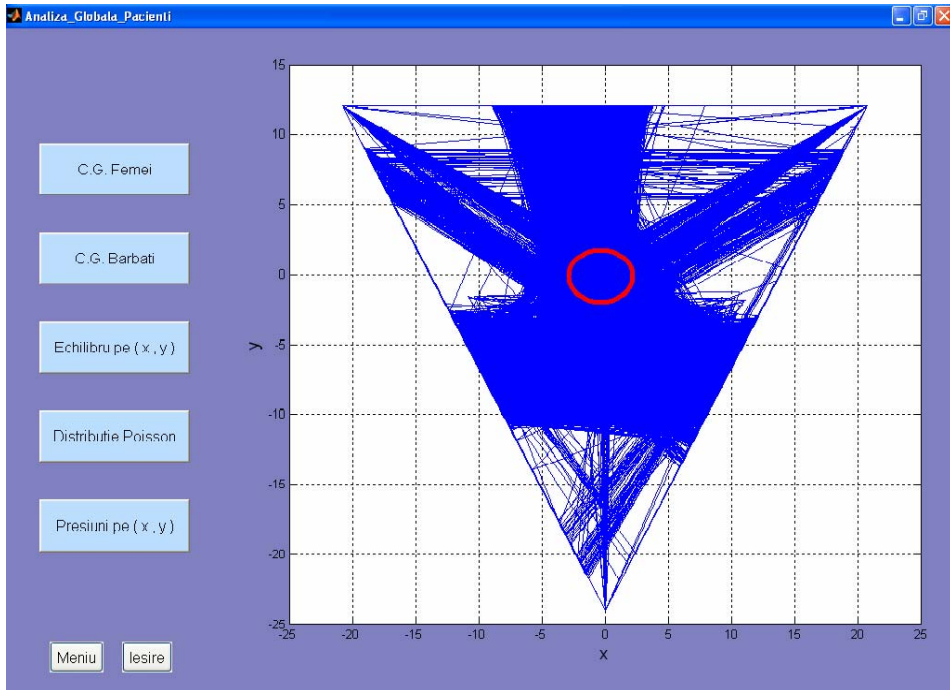 Analiza_Globala_Pacienti
C.G. Femei
C.G. Barbati
Echilibru pe ( x , y )
Distributie Poisson
Presiuni pe ( x , y )
Meniu Iesire
15
10
5
0
-5
-10
-15
-20
-25
y
-25 -20 -15 -10 -5 0 5 10 15 20 25
x